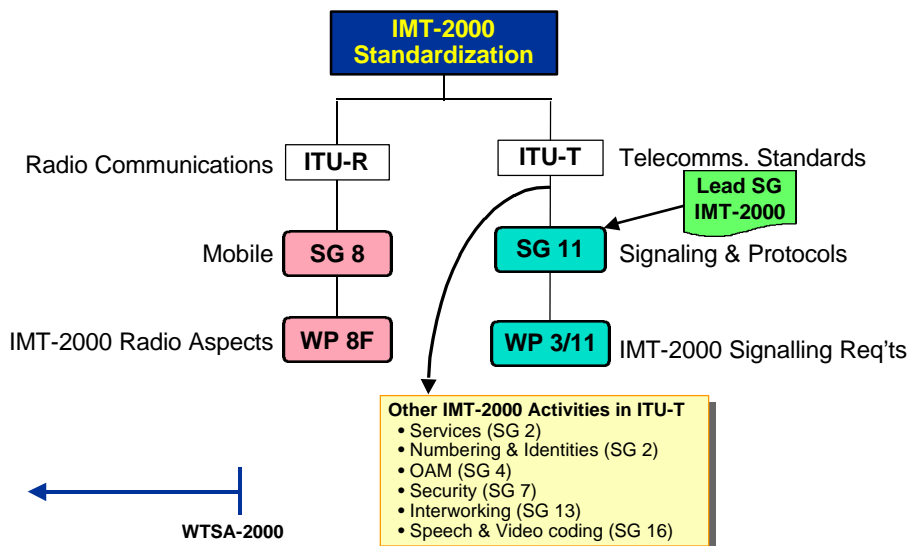 IMT-2000
Standardization
Radio Communications
ITU-R
ITU-T
Telecomms. Standards
Lead SG
IMT-2000
Mobile
SG 8
SG 11
Signaling & Protocols
IMT-2000 Radio Aspects
WP 8F
WP 3/11
IMT-2000 Signalling Req'ts
Other IMT-2000 Activities in ITU-T
• Services (SG 2)
• Numbering & Identities (SG 2)
• OAM (SG 4)
• Security (SG 7)
• Interworking (SG 13)
• Speech & Video coding (SG 16)
WTSA-2000